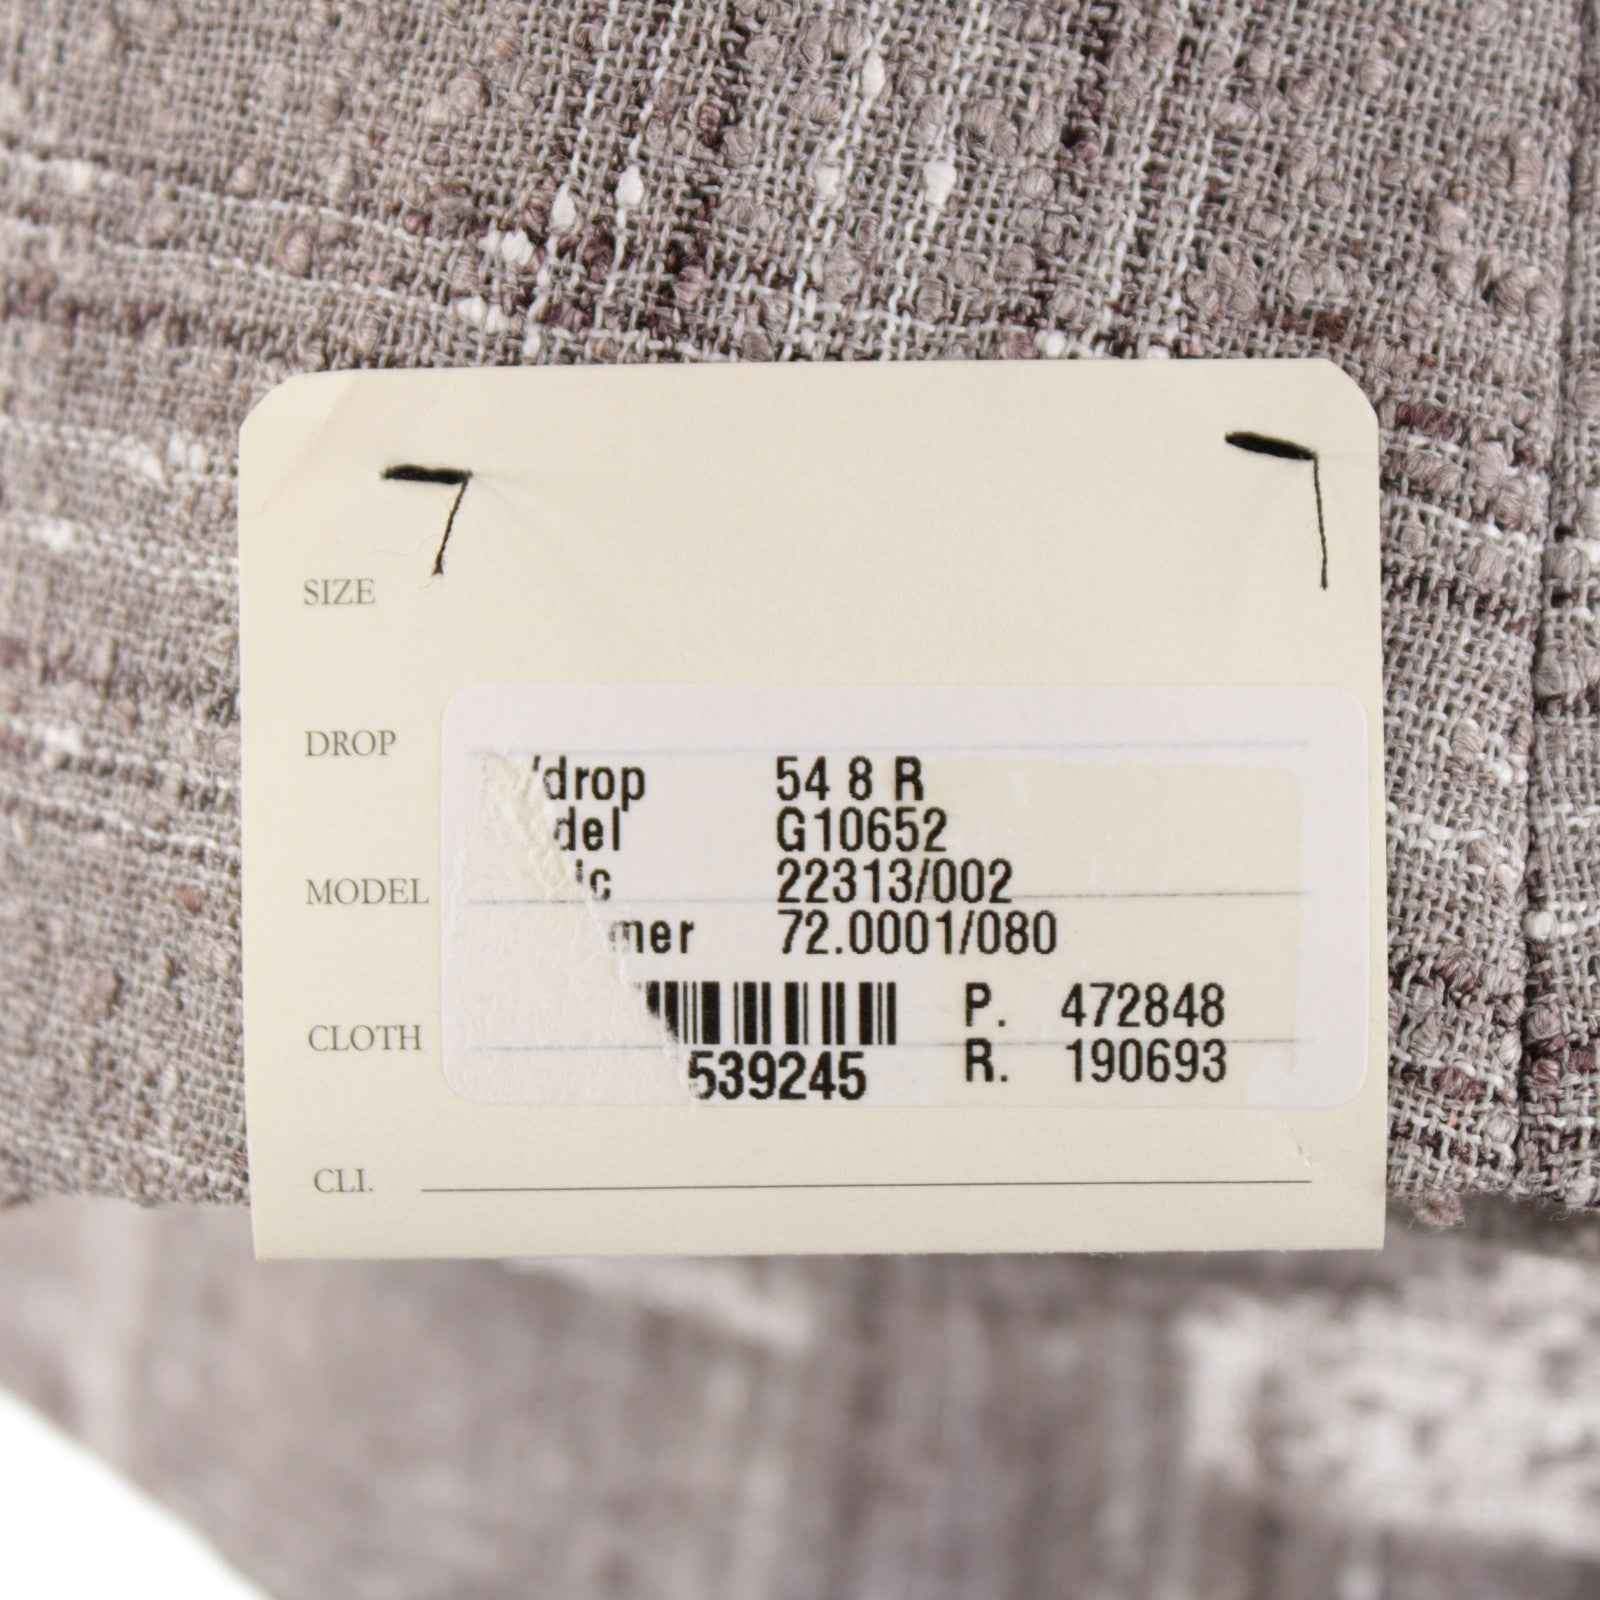 SIZE
DROP
/drop 54 8 R
del G10652
MODEL
ic 22313/002
mer 72.0001/080
P. 472848
CLOTH
539245 R. 190693
CLI.